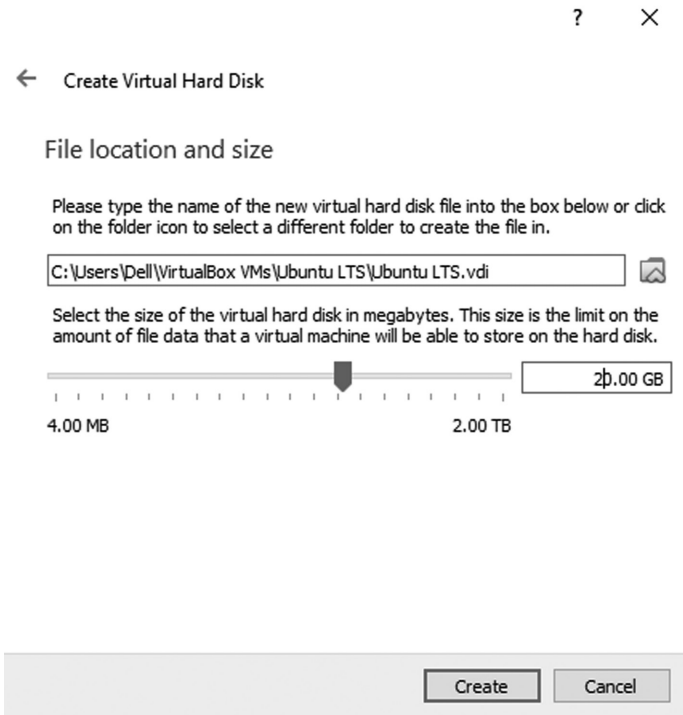 ?
Create Virtual Hard Disk
File location and size
Please type the name of the new virtual hard disk file into the box below or click
on the folder icon to select a different folder to create the file in.
C:\Users\Dell\VirtualBox VMs\Ubuntu LTS\Ubuntu LTS.vdi
Select the size of the virtual hard disk in megabytes. This size is the limit on the
amount of file data that a virtual machine will be able to store on the hard disk.
20.00 GB
4.00 MB 2.00 TB
Create Cancel